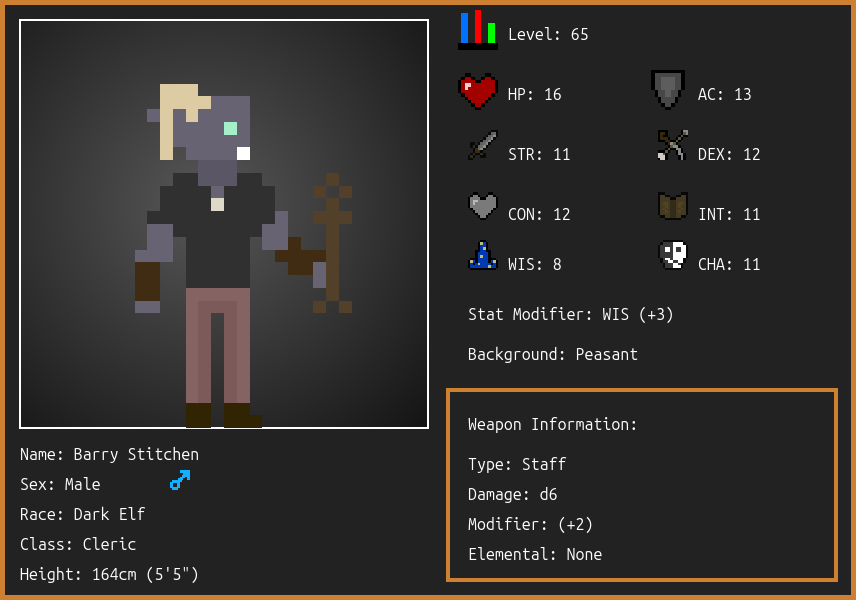 Level: 65
HP: 16
AC: 13
STR: 11
DEX: 12
CON: 12
INT: 11
WIS: 8
CHA: 11
Stat Modifier: WIS (+3)
Background: Peasant
Weapon Information:
Type: Staff
Damage: d6
Modifier: (+2)
Elemental: None
Name: Barry Stitchen
Sex: Male
Race: Dark Elf
Class: Cleric
Height: 164cm (5'5")